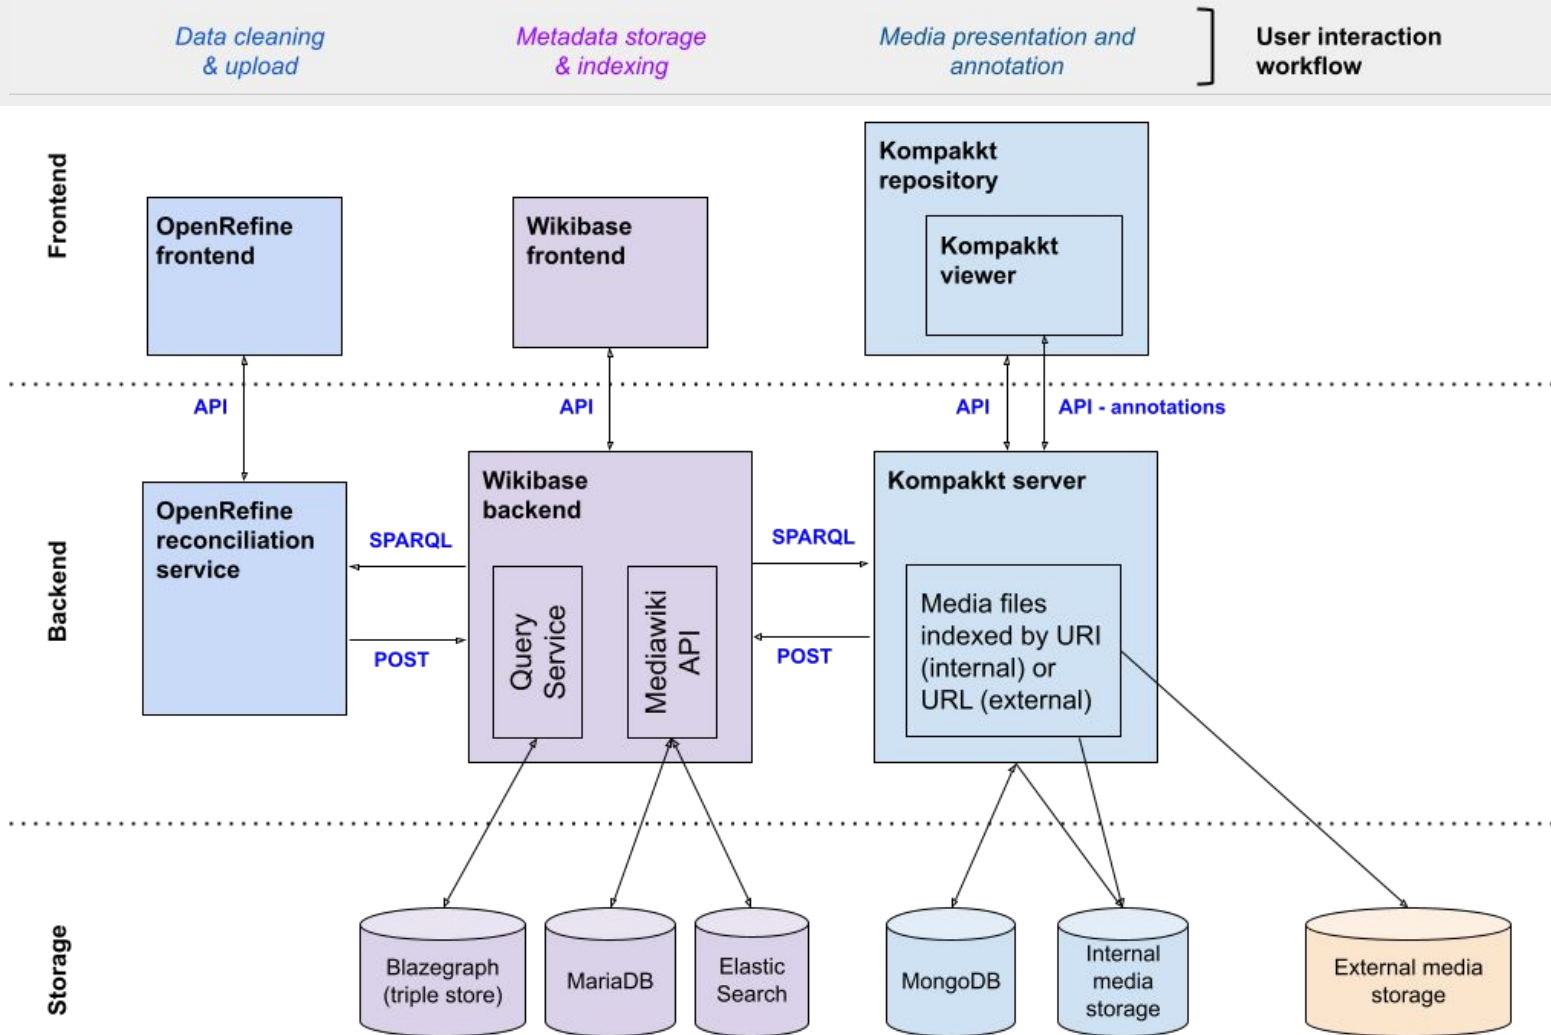 Data cleaning
& upload
Metadata storage
& indexing
Media presentation and
annotation
User interaction
workflow
Frontend
OpenRefine
frontend
Wikibase
frontend
Kompakkt
repository
Kompakkt
viewer
API
API
API
API - annotations
Backend
OpenRefine
reconciliation
service
SPARQL
POST
Wikibase
backend
Query
Service
Mediawiki
API
SPARQL
POST
Kompakkt server
Media files
indexed by URI
(internal) or
URL (external)
Storage
Blazegraph
(triple store)
MariaDB
Elastic
Search
MongoDB
Internal
media
storage
External media
storage